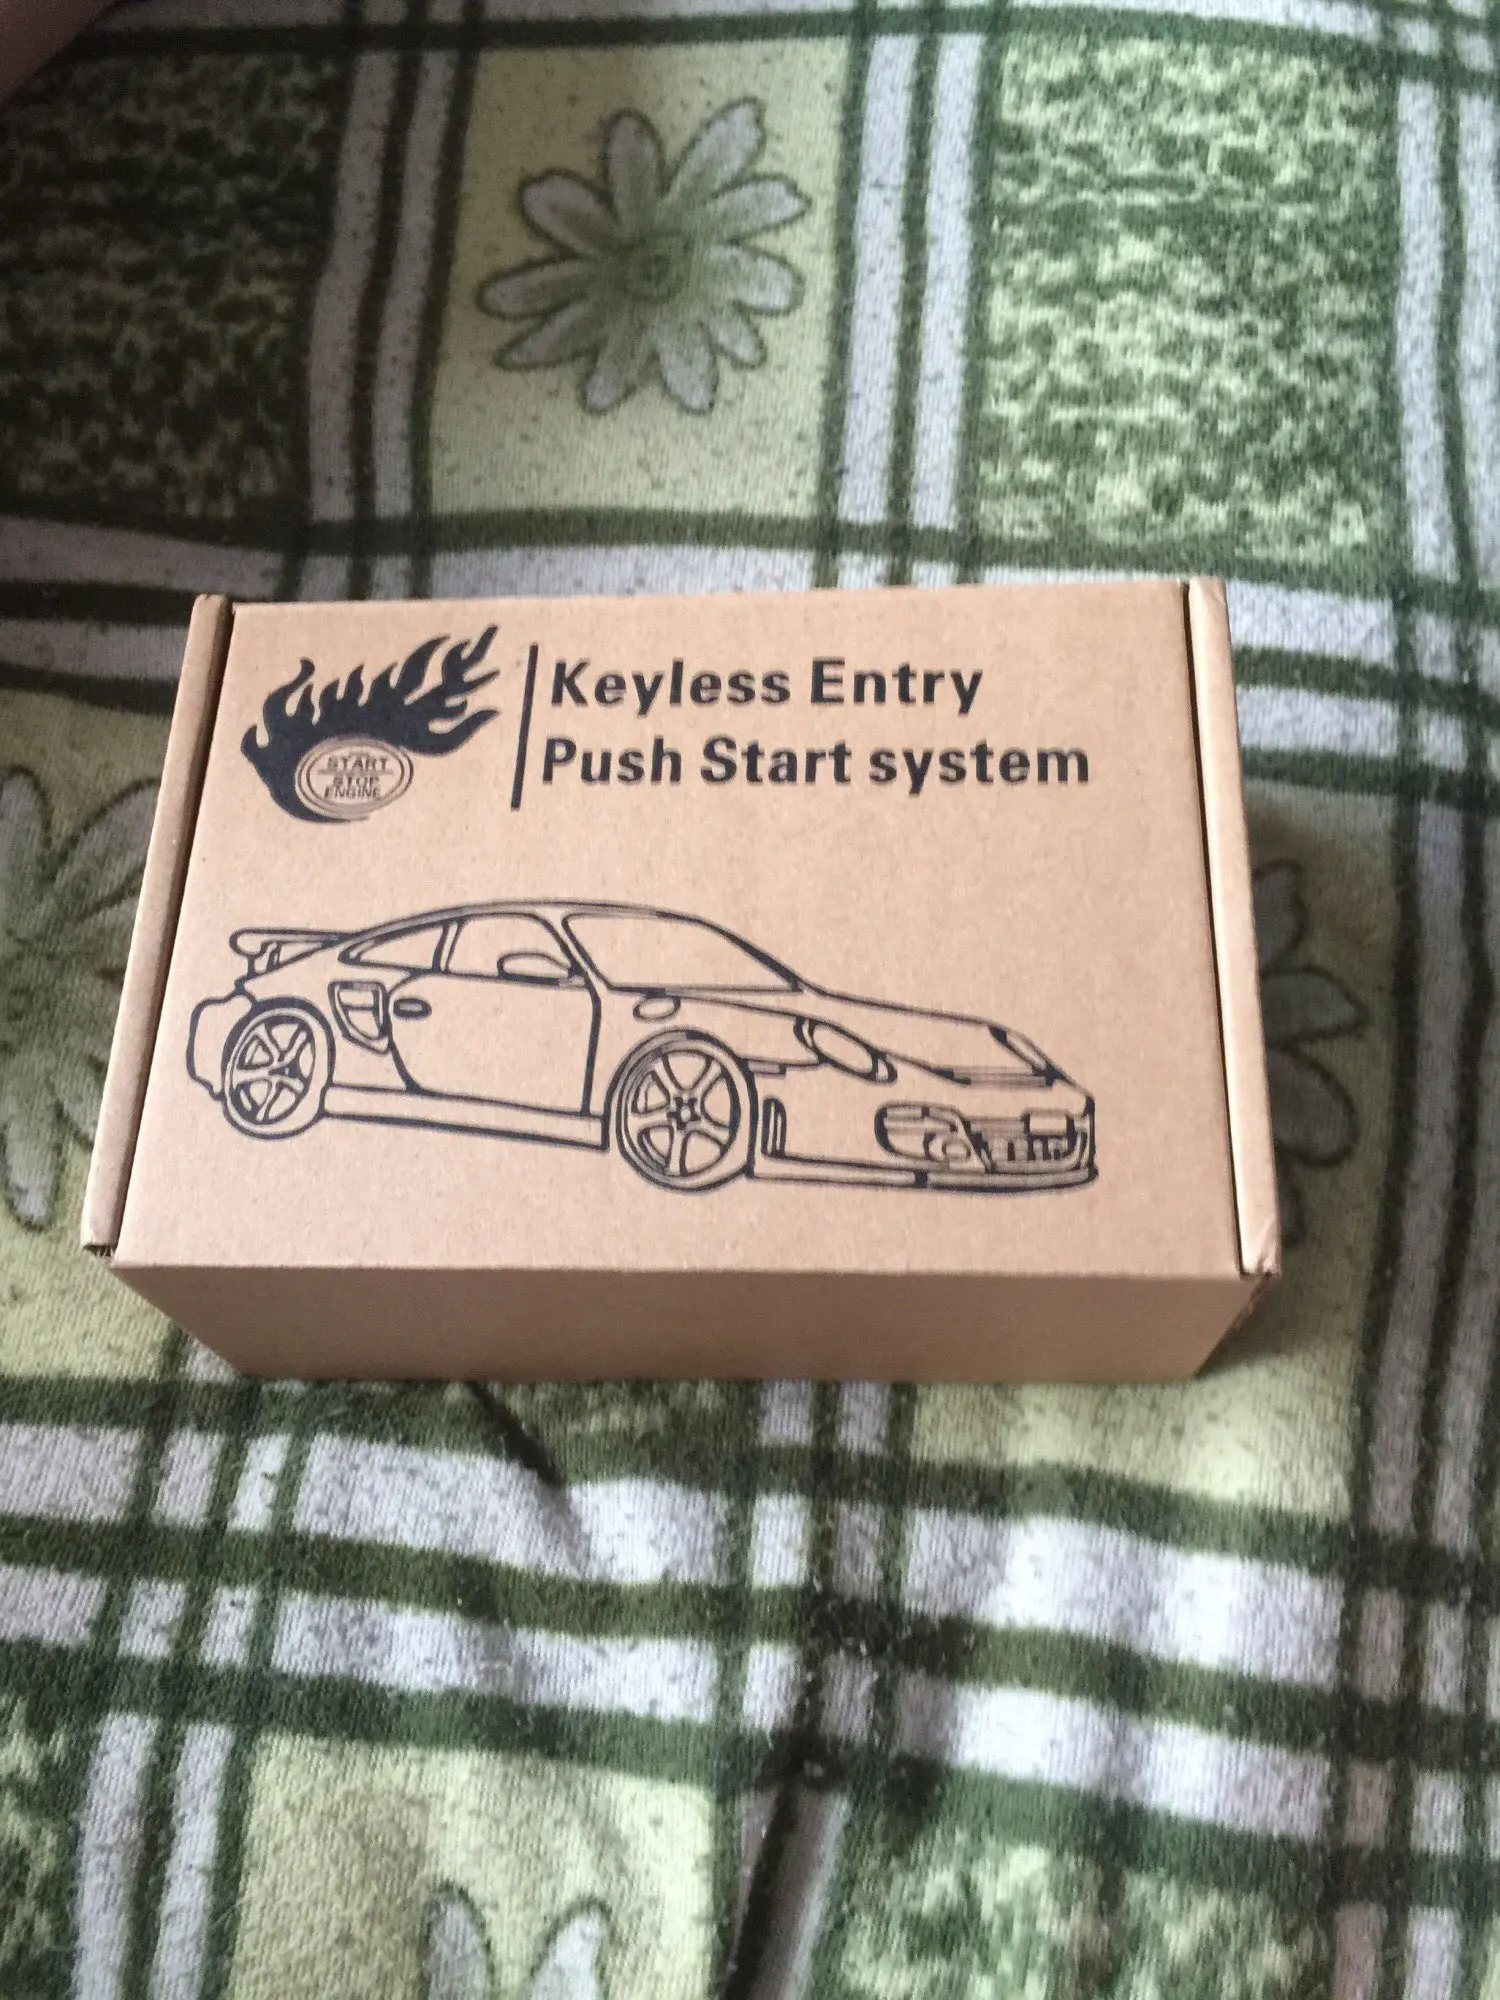 Keyless Entry
Push Start system
START
STOP
ENGINE